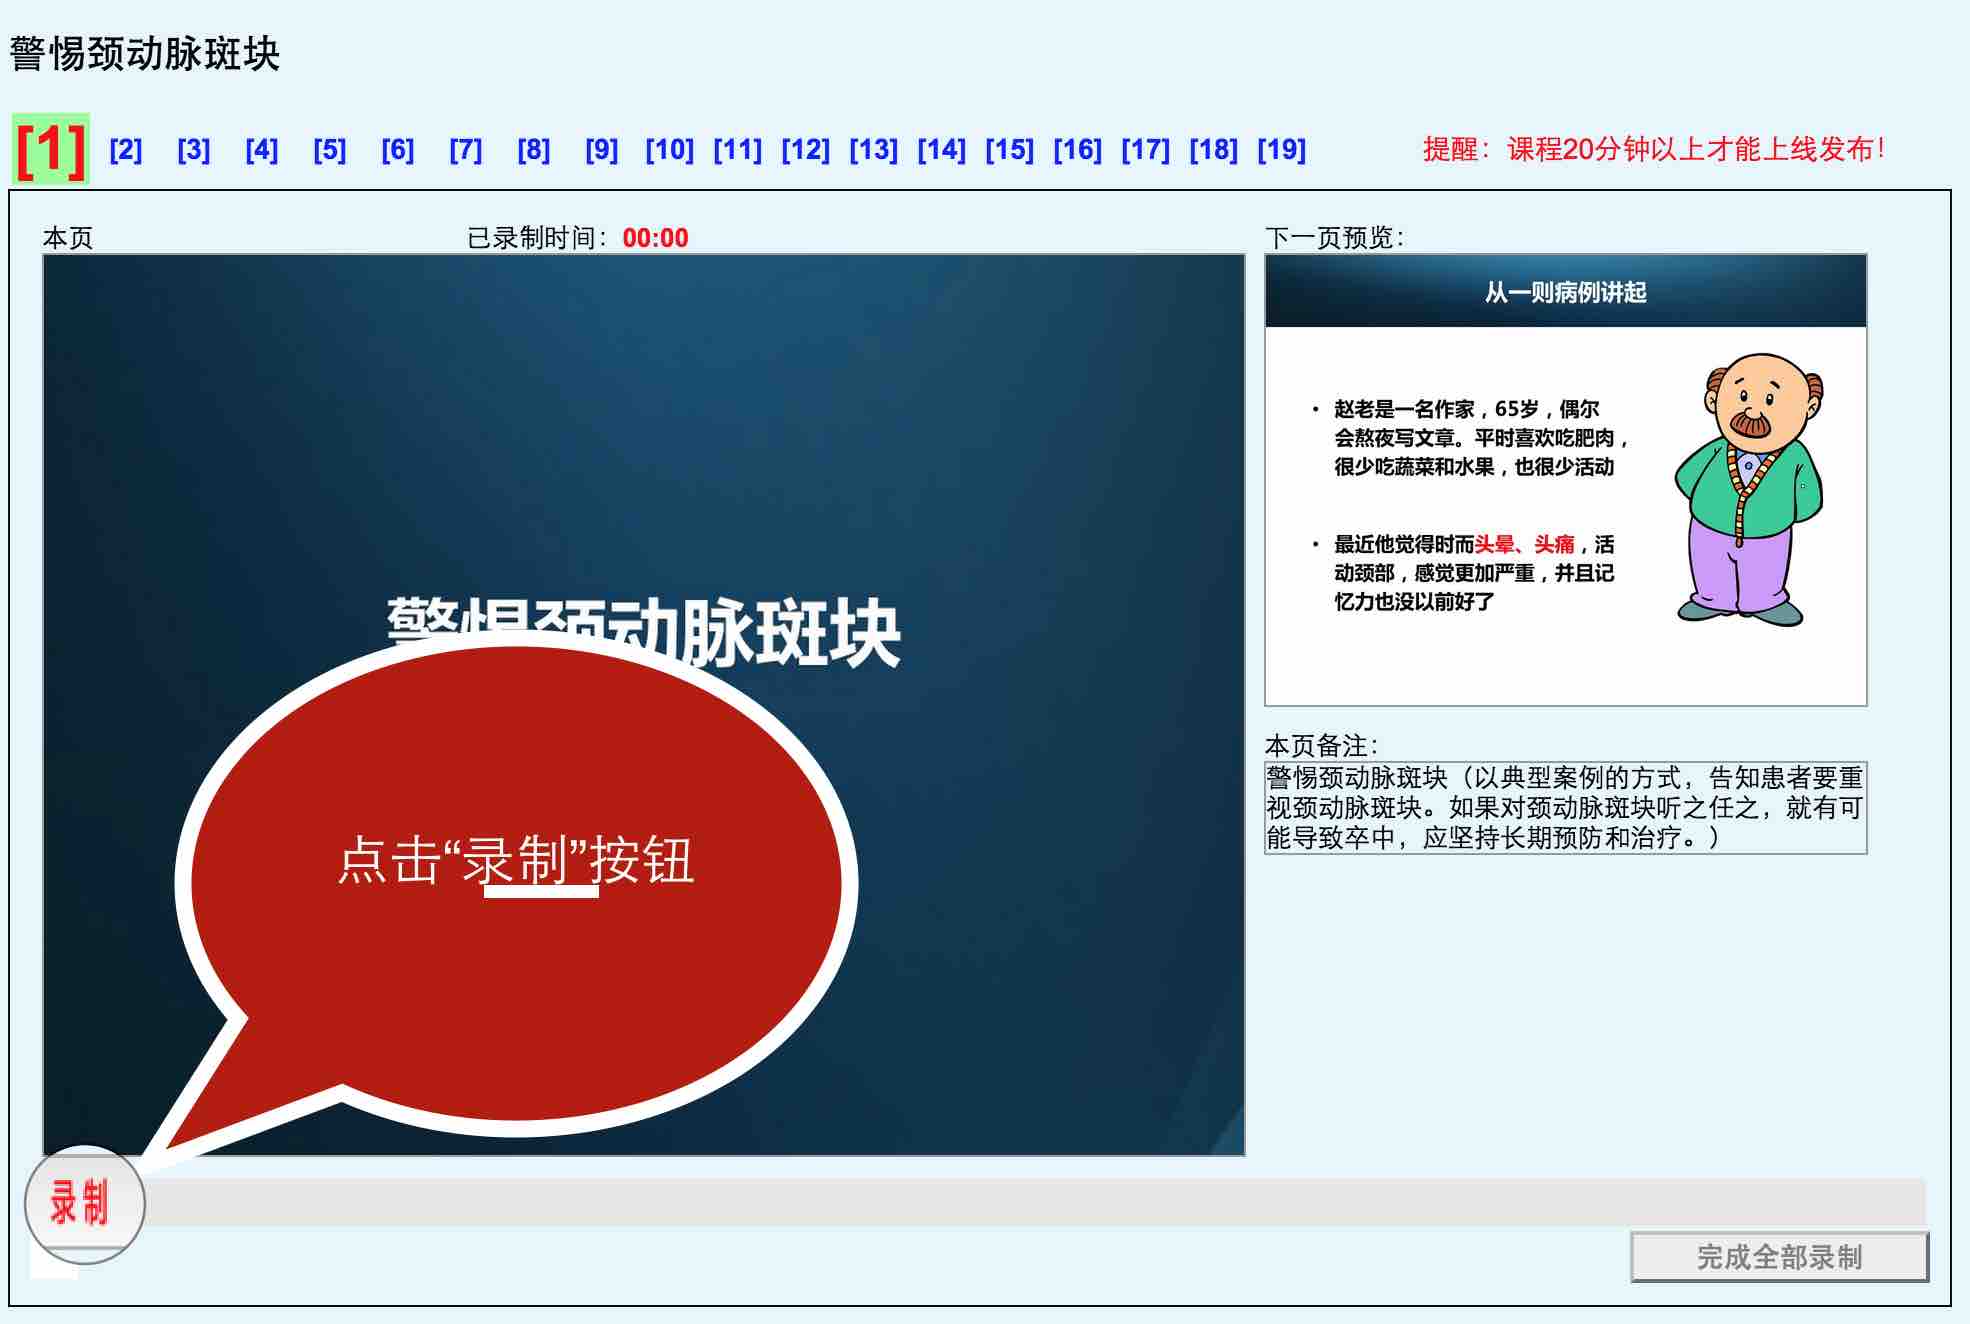 警惕颈动脉斑块
[1] [2] [3] [4] [5] [6] [7] [8] [9] [10] [11] [12] [13] [14] [15] [16] [17] [18] [19] 提醒：课程20分钟以上才能上线发布！
本页 已录制时间：00:00
警惕颈动脉斑块
点击“录制”按钮
下一页预览：
从一则病例讲起
• 赵老是一名作家，65岁，偶尔
会熬夜写文章。平时喜欢吃肥肉，
很少吃蔬菜和水果，也很少活动
• 最近他觉得时而头晕、头痛，活
动颈部，感觉更加严重，并且记
忆力也没以前好了
本页备注：
警惕颈动脉斑块（以典型案例的方式，告知患者要重
视颈动脉斑块。如果对颈动脉斑块听之任之，就有可
能导致卒中，应坚持长期预防和治疗。）
录制
完成全部录制